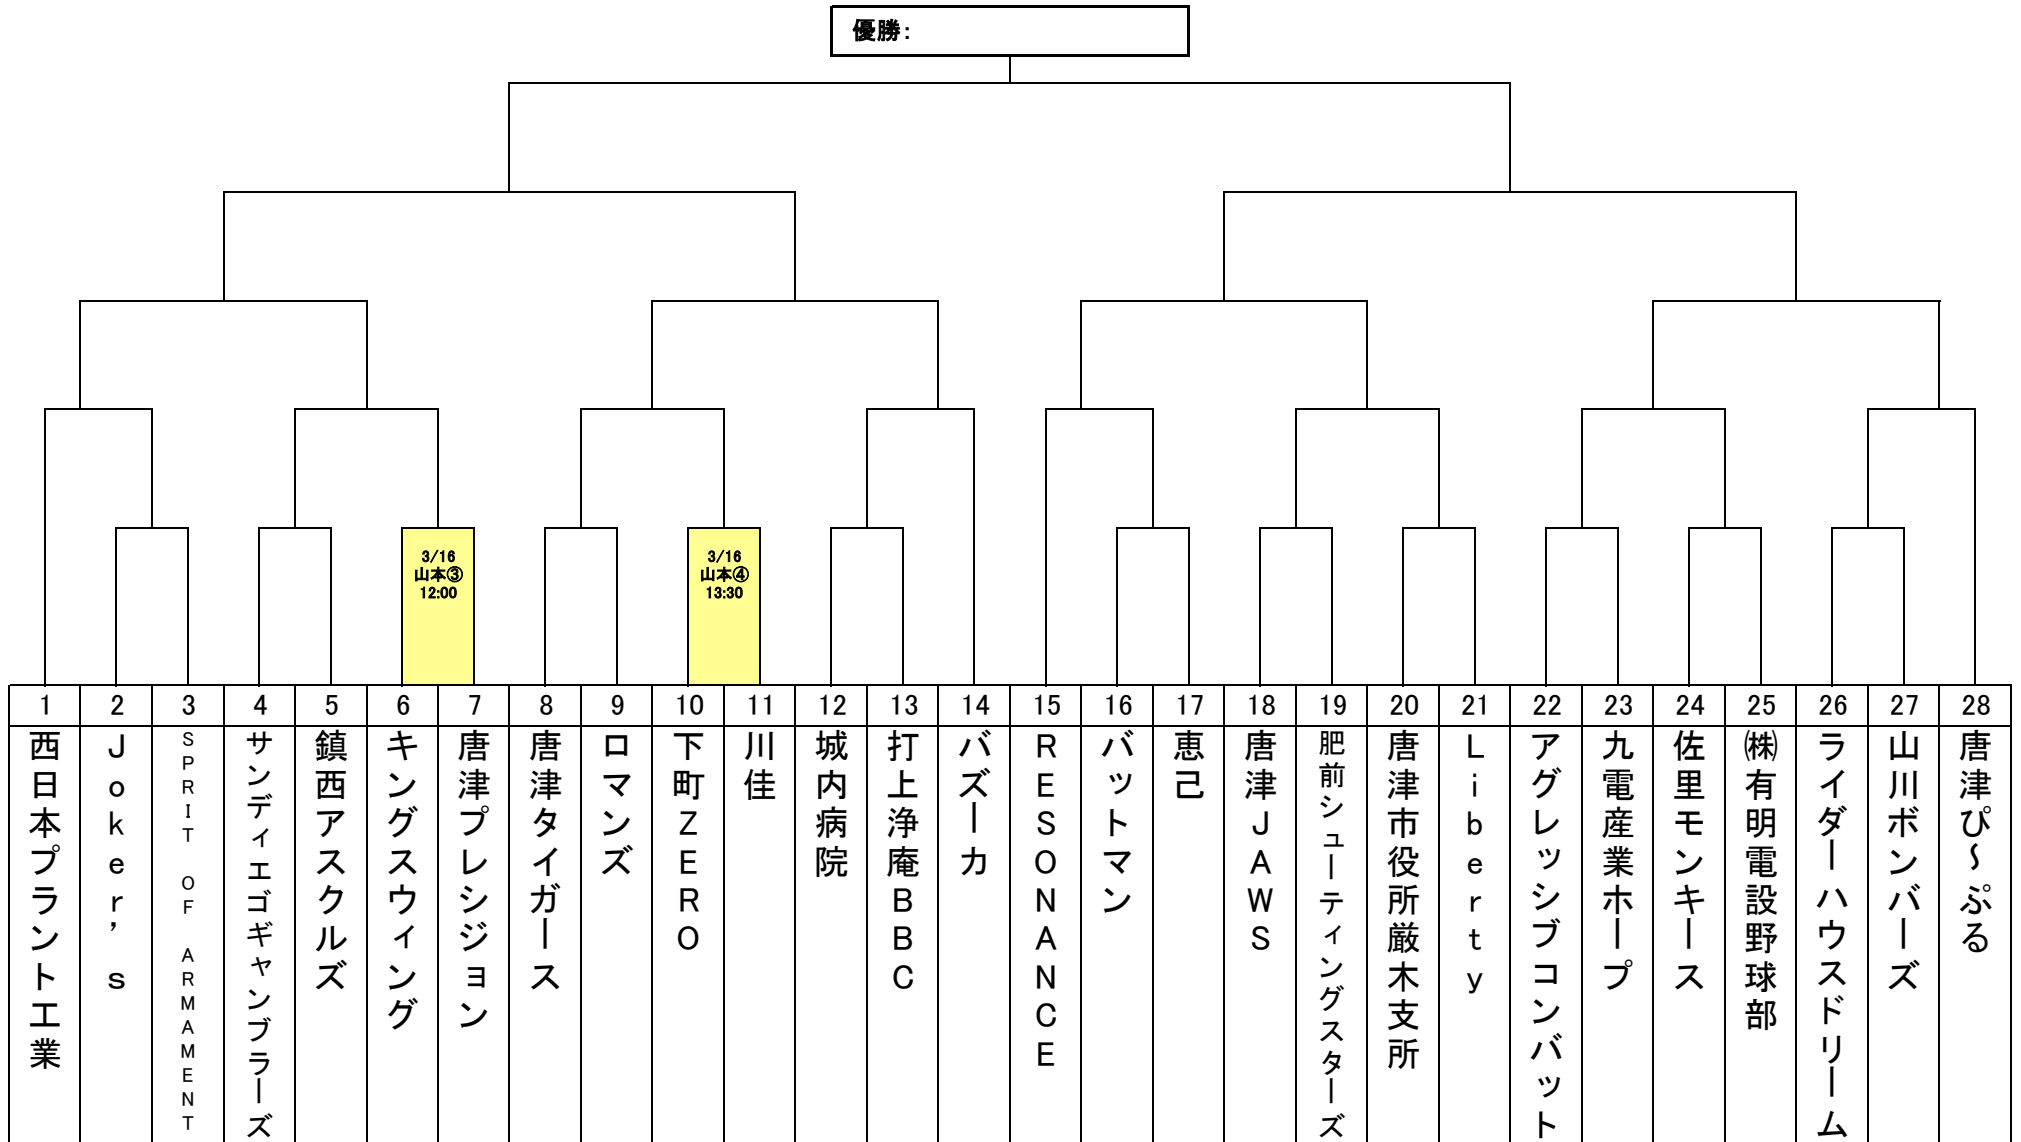 優勝:
3/16
山本③
12:00
3/16
山本④
13:30
1 2 3 4 5 6 7 8 9 10 11 12 13 14 15 16 17 18 19 20 21 22 23 24 25 26 27 28
西日本プラント工業
Joker's
SPRIT OF ARMAMENT
サンディエゴギャンブラーズ
鎮西アスクルズ
キングスウィング
唐津プレシジョン
唐津タイガース
ロマンズ
下町ZERO
川佳
城内病院
打上浄庵BBC
バズーカ
RESONANCE
バットマン
恵己
唐津JAWS
肥前シューティングスターズ
唐津市役所厳木支所
Liberty
アグレッシブコンバット
九電産業ホープ
佐里モンキース
㈱有明電設野球部
ライダーハウスドリーム
山川ボンバーズ
唐津ぴ～ぷる